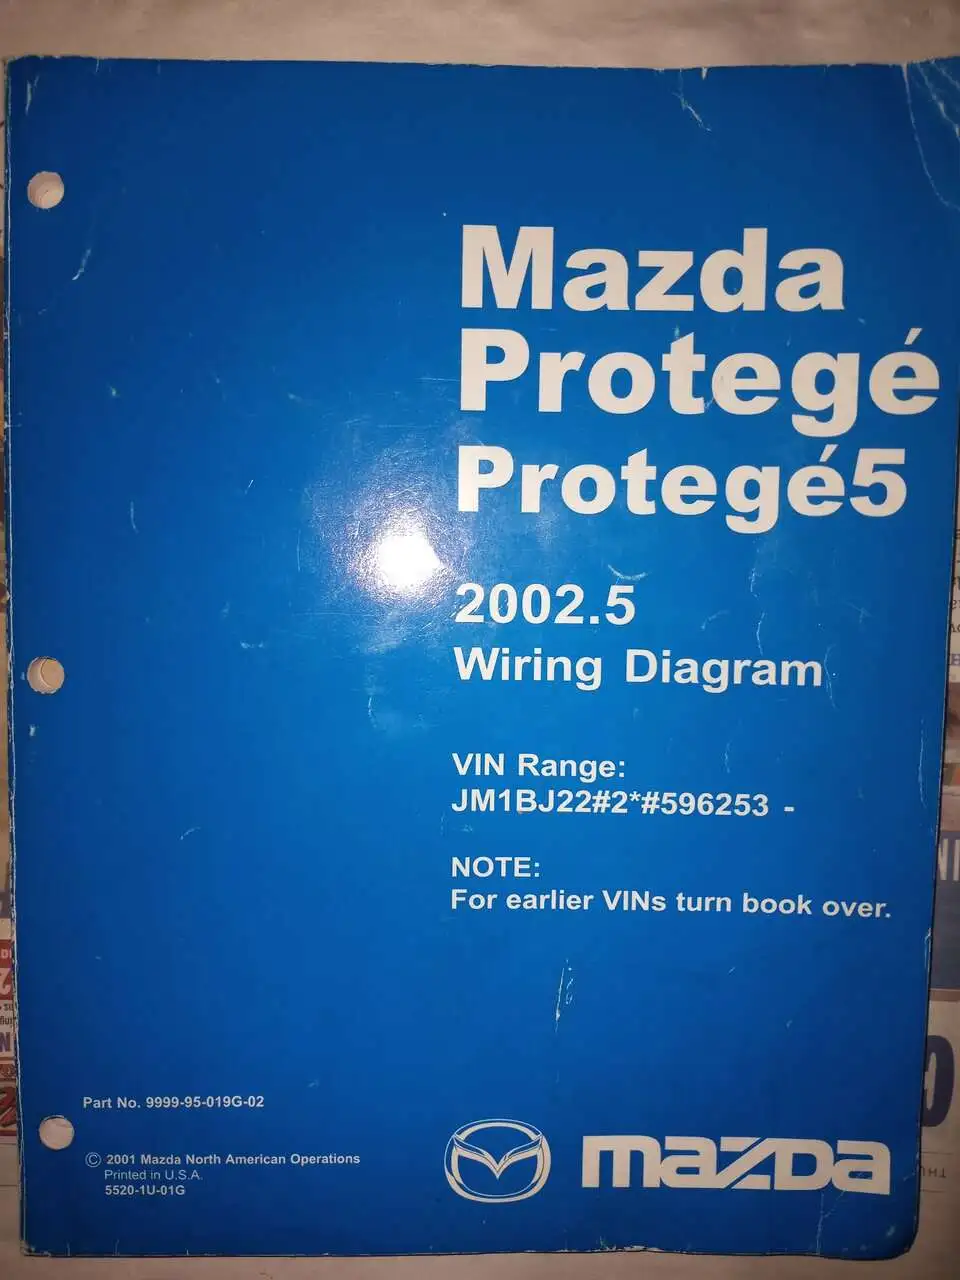 Mazda
Protegé
Protegé5
2002.5
Wiring Diagram
VIN Range:
JM1BJ22#2*#596253 -
NOTE:
For earlier VINs turn book over.
Part No. 9999-95-019G-02
© 2001 Mazda North American Operations
Printed in U.S.A.
5520-1U-01G
mazda